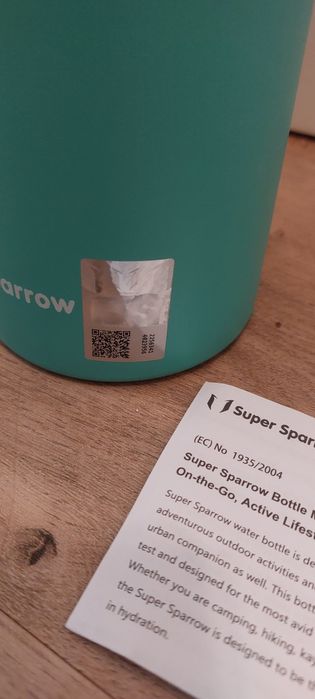 arrow
Super Sparr
(EC) No 1935/2004
Super Sparrow Bottle M
On-the-Go, Active Lifest
Super Sparrow water bottle is de
adventurous outdoor activities and
urban companion as well. This bott
test and designed for the most avid
Whether you are camping, hiking, kay
the Super Sparrow is designed to be th
in hydration.